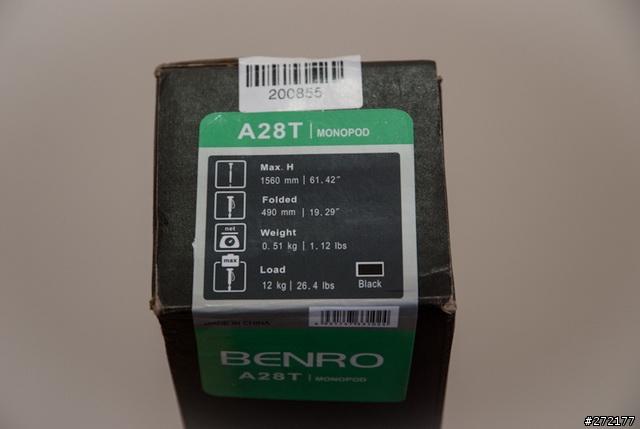 200855
A28T | MONOPOD
Max. H
1560 mm | 61.42"
Folded
490 mm | 19.29"
net
Weight
0.51 kg | 1.12 lbs
max
Load
12 kg | 26.4 lbs
Black
MADE IN CHINA
BENRO
A28T | MONOPOD
#272177